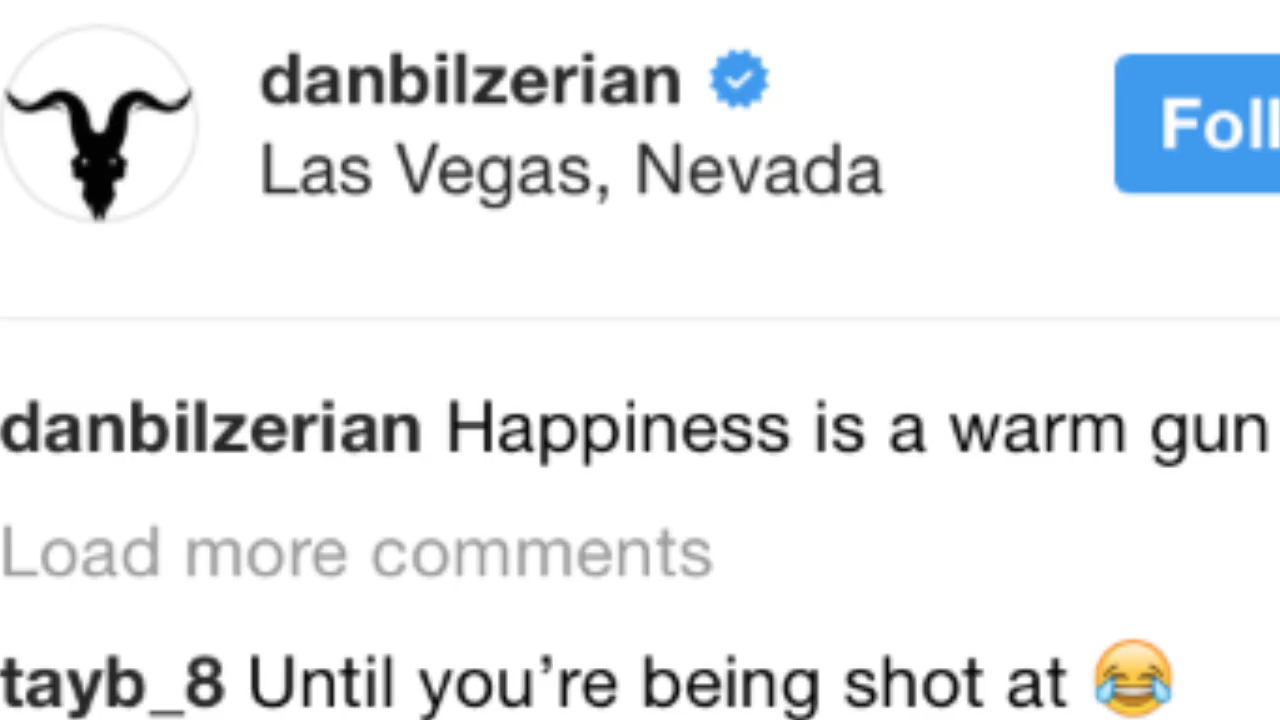 danbilzerian
Las Vegas, Nevada
Foll
danbilzerian Happiness is a warm gun
Load more comments
tayb_8 Until you’re being shot at 😂